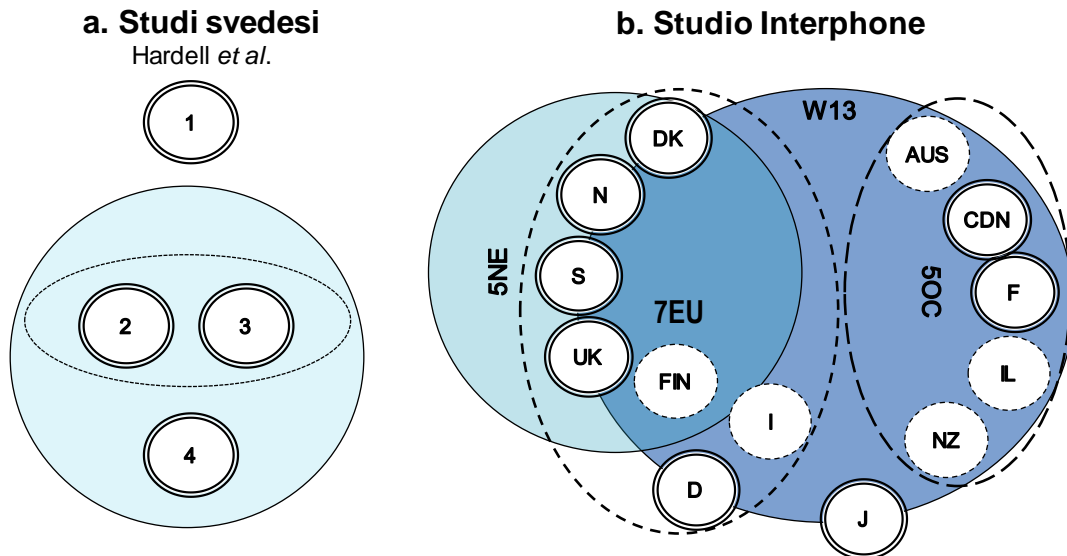 a. Studi svedesi
Hardell et al.
1
2
3
4
b. Studio Interphone
W13
DK
AUS
N
CDN
5NE
S
7EU
5OC
F
UK
FIN
IL
I
NZ
D
J